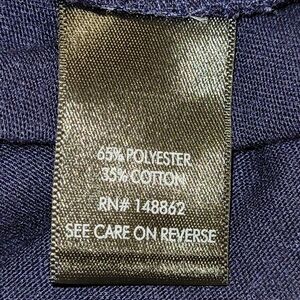 65% POLYESTER
35% COTTON
RN# 148862
SEE CARE ON REVERSE